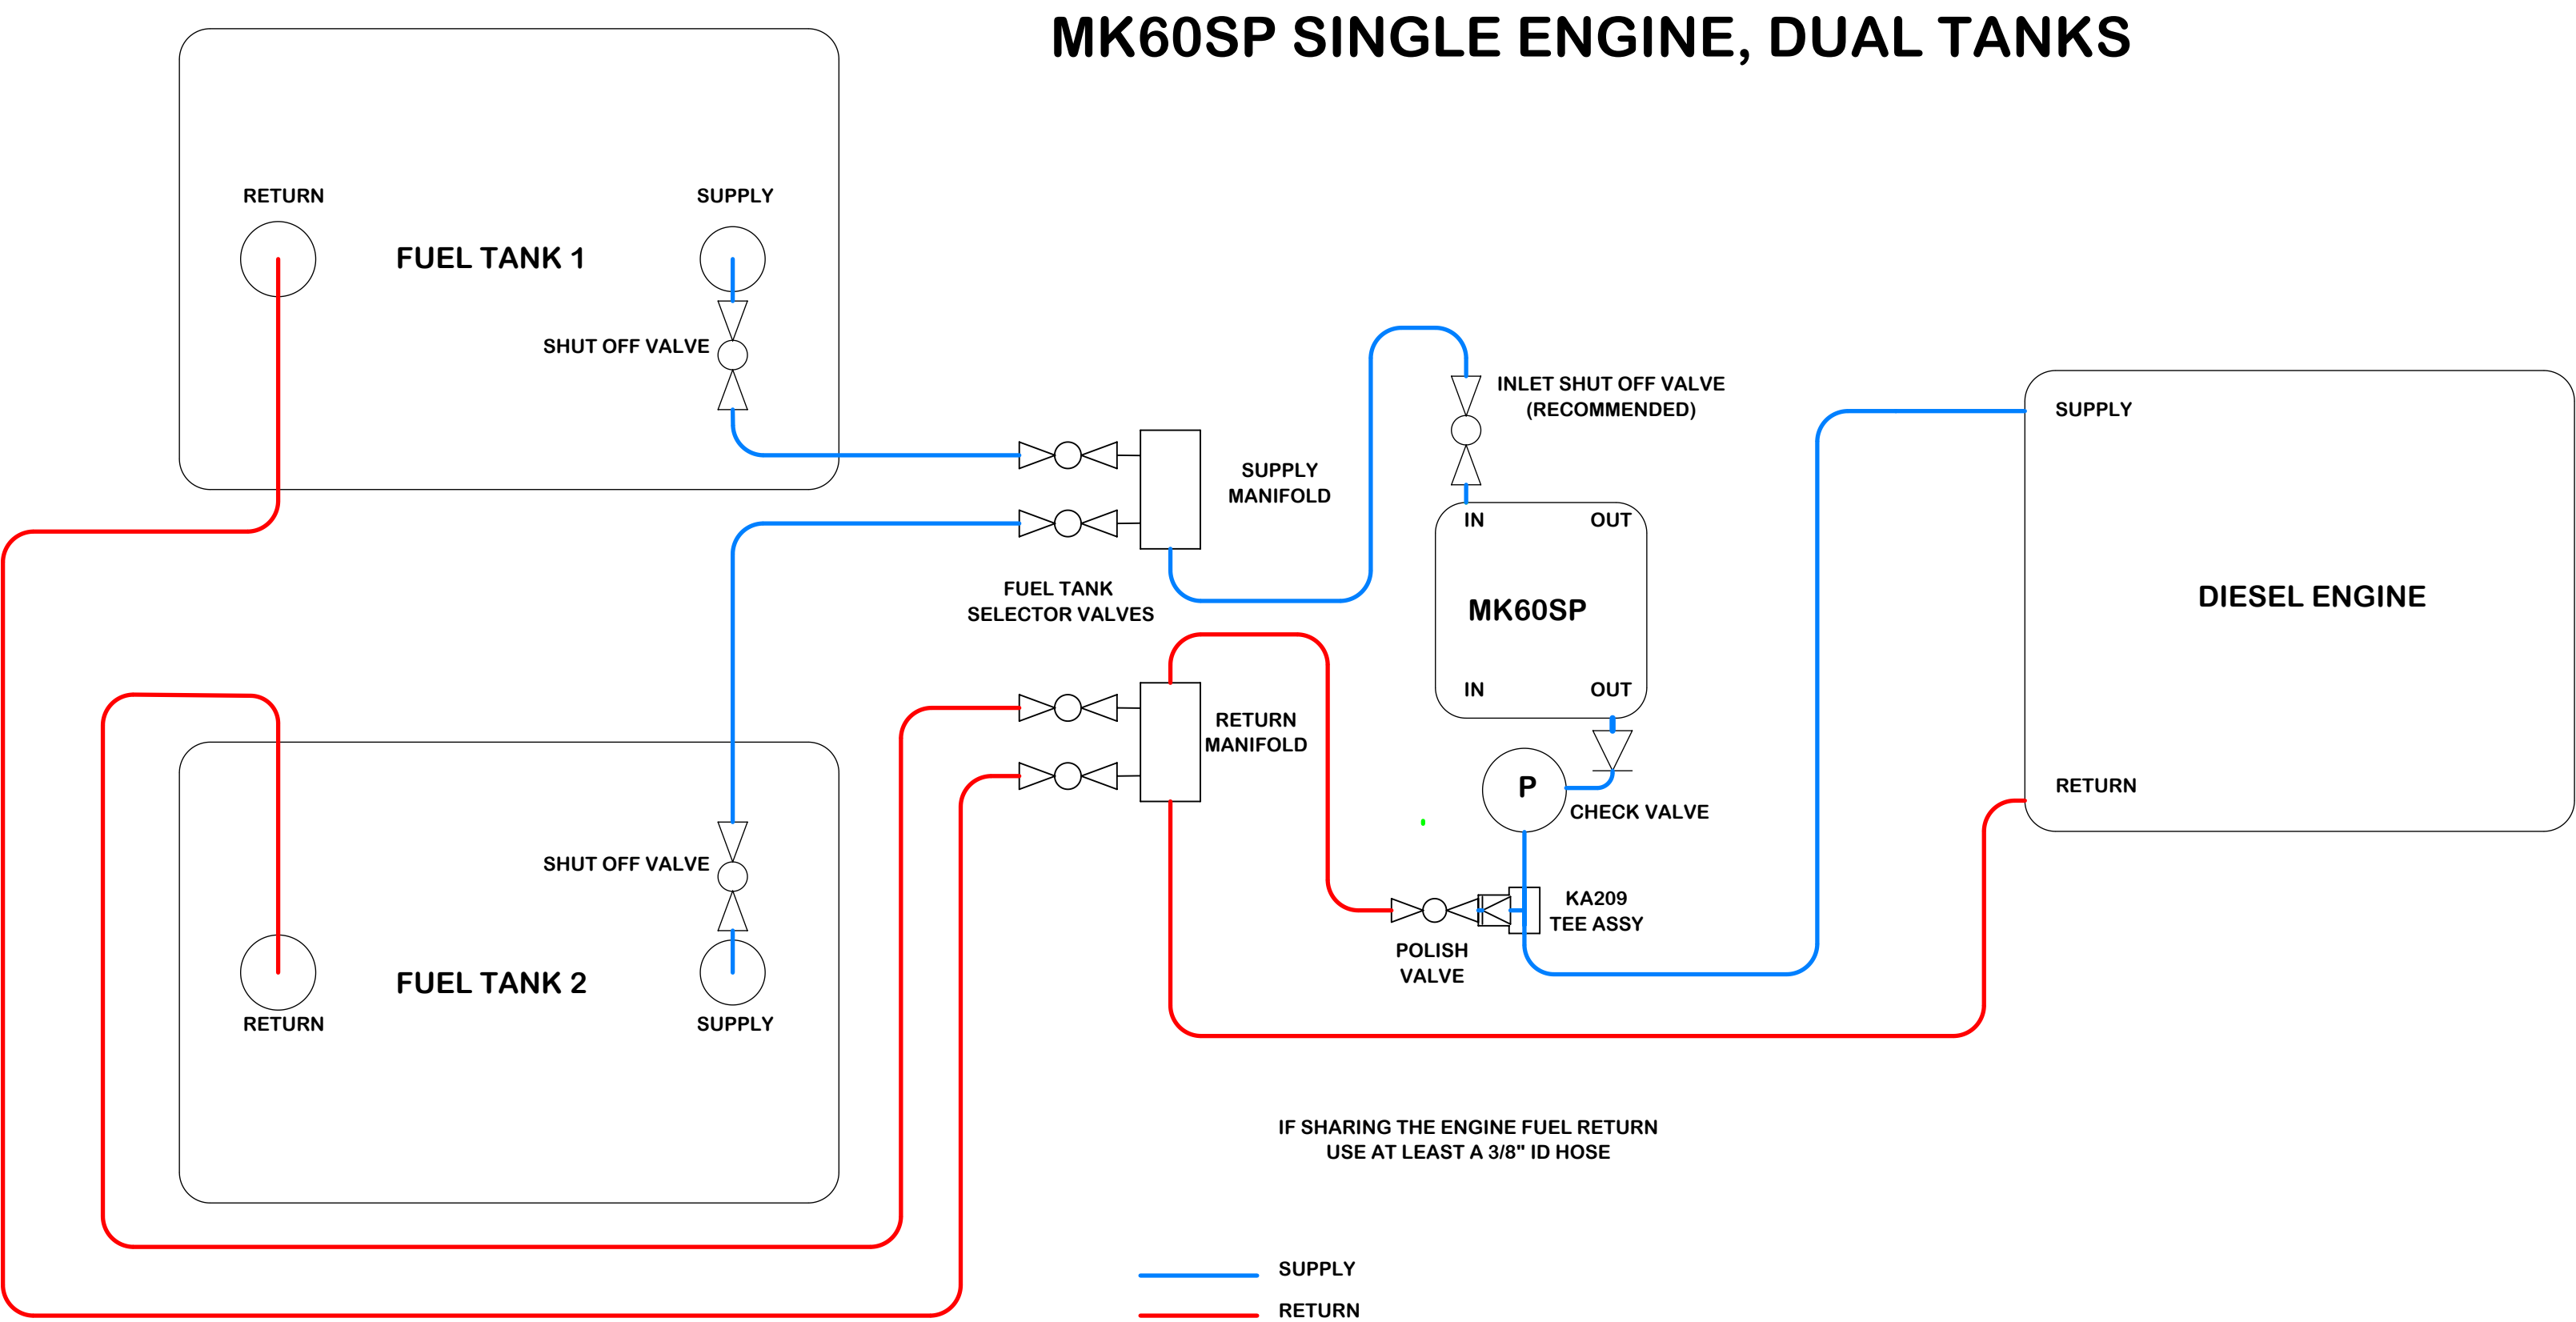 MK60SP SINGLE ENGINE, DUAL TANKS
RETURN
SUPPLY
FUEL TANK 1
SHUT OFF VALVE
INLET SHUT OFF VALVE
(RECOMMENDED)
SUPPLY
SUPPLY
MANIFOLD
IN
OUT
FUEL TANK
SELECTOR VALVES
MK60SP
DIESEL ENGINE
IN
OUT
RETURN
MANIFOLD
P
RETURN
CHECK VALVE
SHUT OFF VALVE
KA209
TEE ASSY
POLISH
VALVE
FUEL TANK 2
RETURN
SUPPLY
IF SHARING THE ENGINE FUEL RETURN
USE AT LEAST A 3/8" ID HOSE
SUPPLY
RETURN